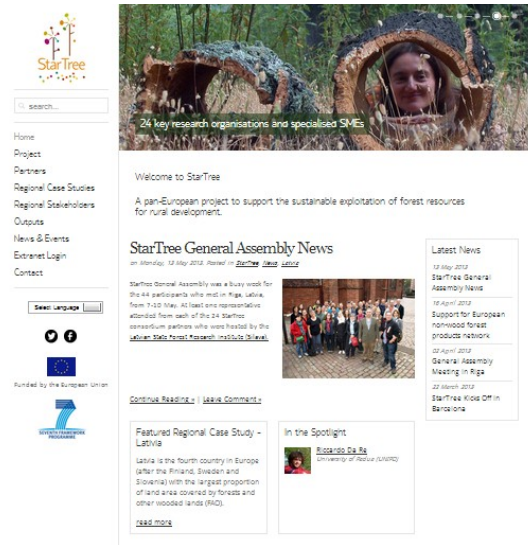 StarTree
search...
Home
Project
Partners
Regional Case Studies
Regional Stakeholders
Outputs
News & Events
Extranet Login
Contact
Select Language
Funded by the European Union
SEVENTH FRAMEWORK
PROGRAMME
24 key research organisations and specialised SMEs
Welcome to StarTree
A pan-European project to support the sustainable exploitation of forest resources
for rural development.
StarTree General Assembly News
on Monday, 13 May 2013. Posted in StarTree, News, Latvia
StarTree General Assembly was a busy week for
the 44 participants who met in Riga, Latvia,
from 7-10 May. At least one representative
attended from each of the 24 StarTree
consortium partners who were hosted by the
Latvian State Forest Research Institute (Silava).
Continue Reading » | Leave Comment »
Latest News
13 May 2013
StarTree General
Assembly News
16 April 2013
Support for European
non-wood forest
products network
02 April 2013
General Assembly
Meeting in Riga
22 March 2013
StarTree Kicks Off in
Barcelona
Featured Regional Case Study -
Latvia
Latvia is the fourth country in Europe
(after the Finland, Sweden and
Slovenia) with the largest proportion
of land area covered by forests and
other wooded lands (FAO).
read more
In the Spotlight
Riccardo Da Re
University of Padua (UNIPD)